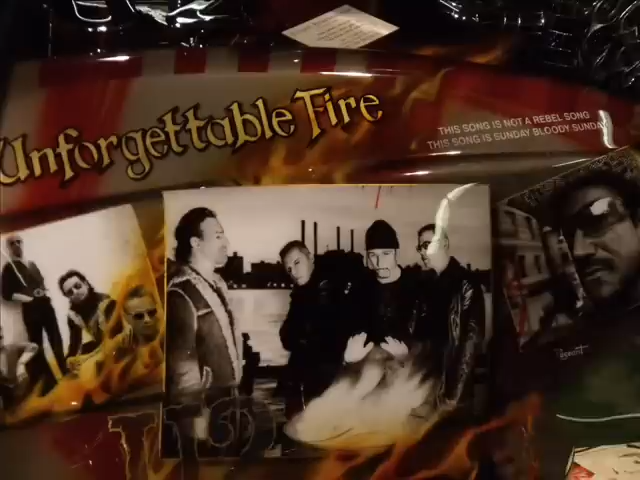 Unforgettable Fire
THIS SONG IS NOT A REBEL SONG
THIS SONG IS SUNDAY BLOODY SUNDAY